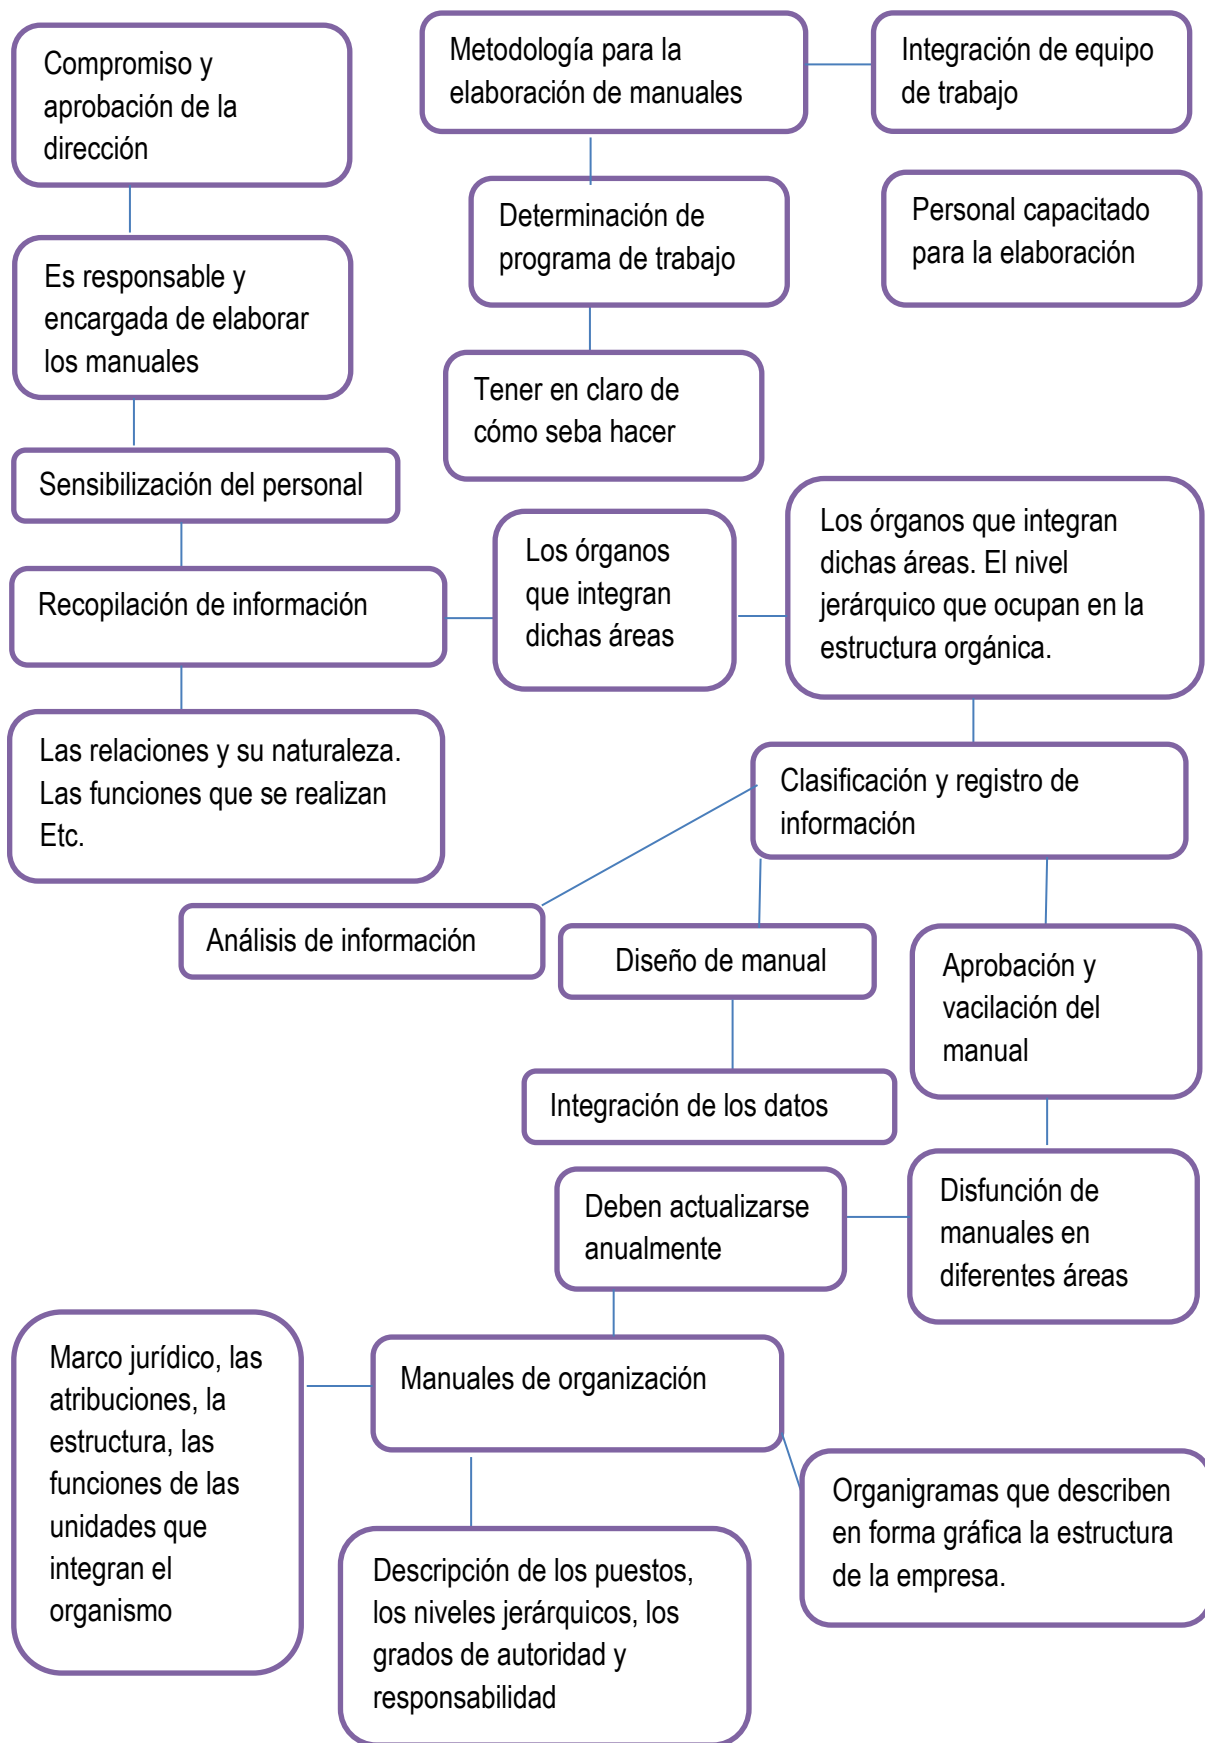 Compromiso y
aprobación de la
dirección
Metodología para la
elaboración de manuales
Integración de equipo
de trabajo
Determinación de
programa de trabajo
Personal capacitado
para la elaboración
Es responsable y
encargada de elaborar
los manuales
Tener en claro de
cómo seba hacer
Sensibilización del personal
Recopilación de información
Los órganos
que integran
dichas áreas
Los órganos que integran
dichas áreas. El nivel
jerárquico que ocupan en la
estructura orgánica.
Las relaciones y su naturaleza.
Las funciones que se realizan
Etc.
Clasificación y registro de
información
Análisis de información
Diseño de manual
Aprobación y
vacilación del
manual
Integración de los datos
Deben actualizarse
anualmente
Disfunción de
manuales en
diferentes áreas
Marco jurídico, las
atribuciones, la
estructura, las
funciones de las
unidades que
integran el
organismo
Manuales de organización
Organigramas que describen
en forma gráfica la estructura
de la empresa.
Descripción de los puestos,
los niveles jerárquicos, los
grados de autoridad y
responsabilidad